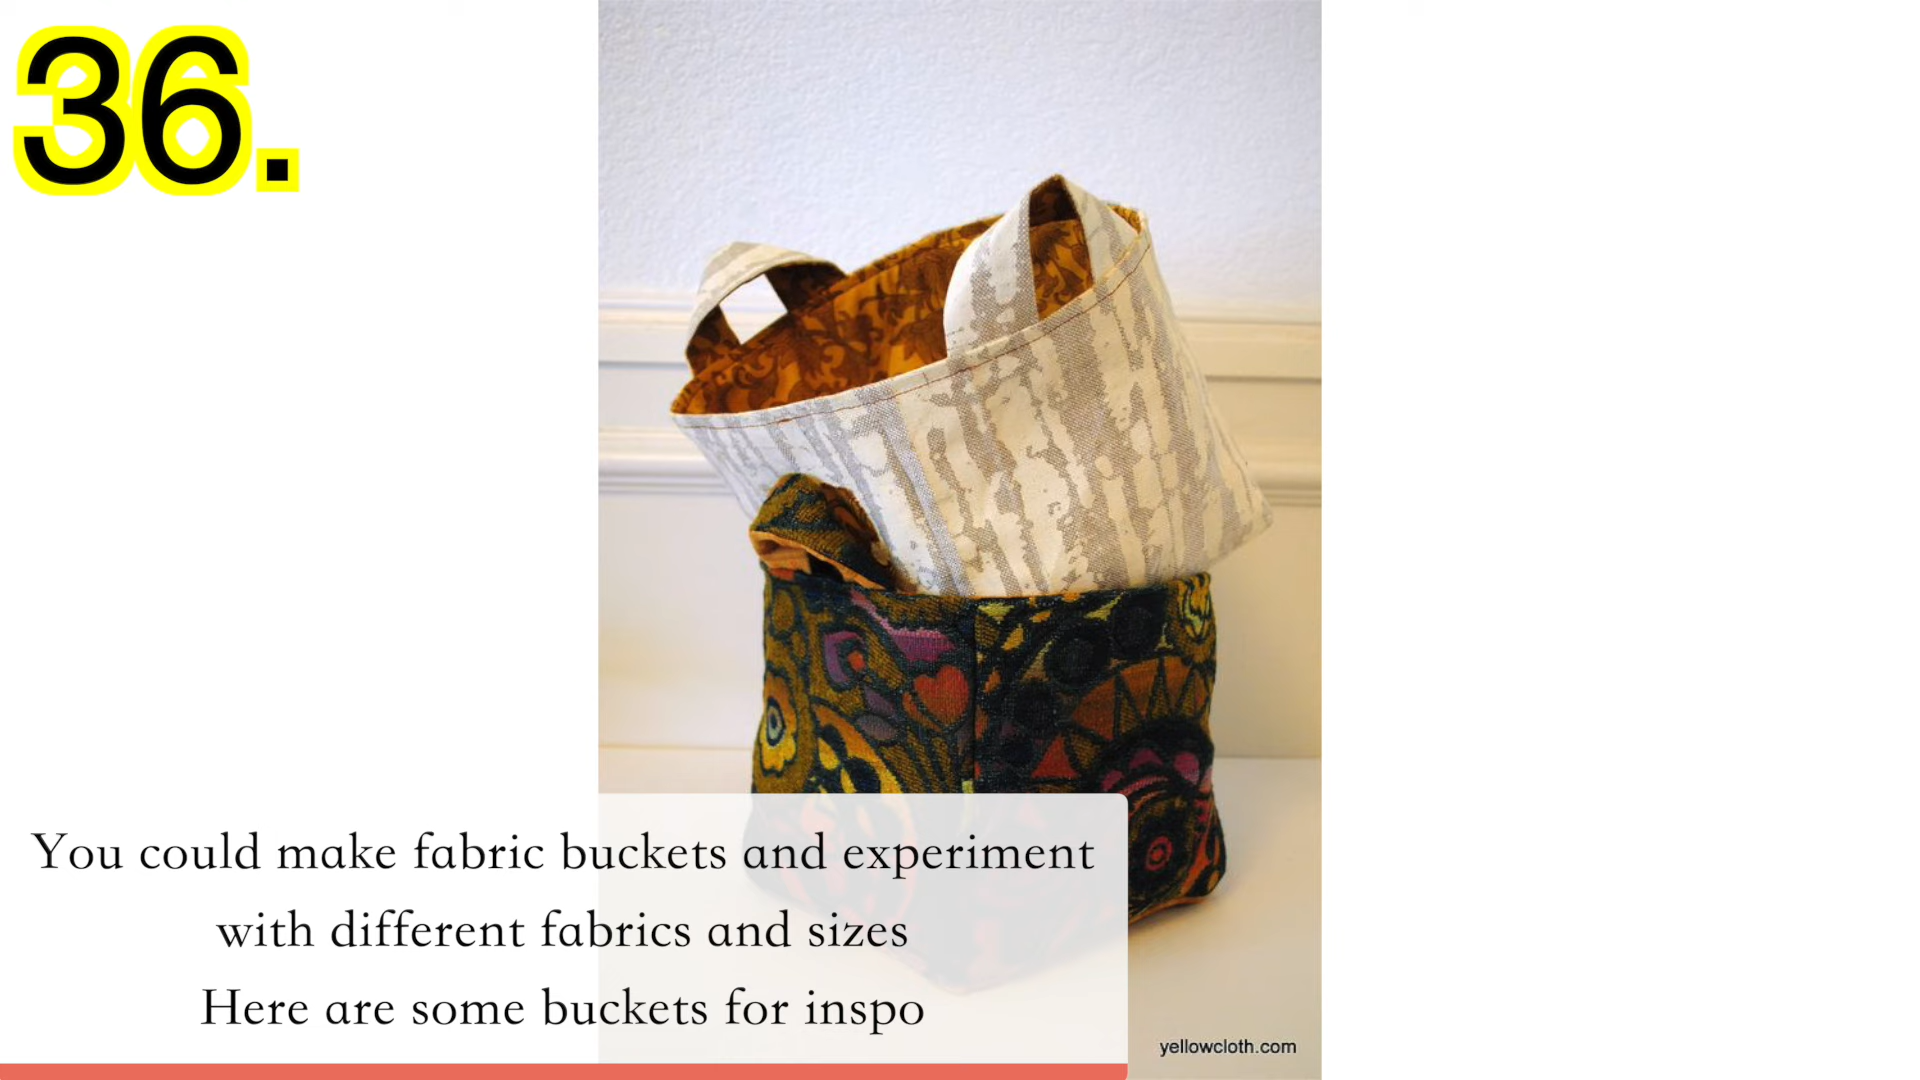 36.
You could make fabric buckets and experiment
with different fabrics and sizes
Here are some buckets for inspo
yellowcloth.com